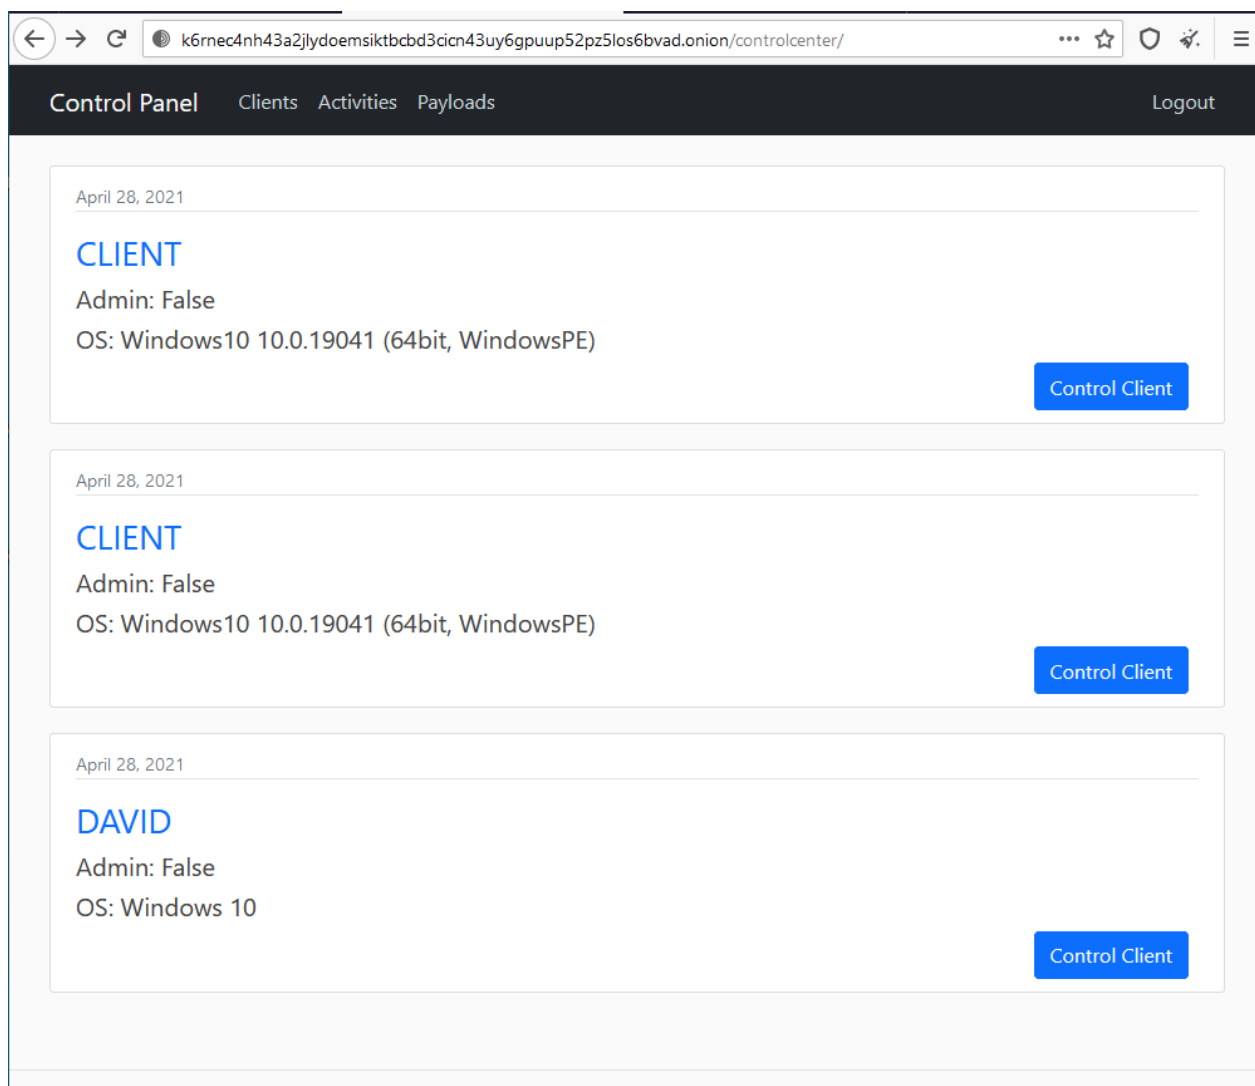 k6rnec4nh43a2jlydoemsiktbcbd3cicn43uy6gpuup52pz5los6bvad.onion/controlcenter/
Control Panel Clients Activities Payloads Logout
April 28, 2021
CLIENT
Admin: False
OS: Windows10 10.0.19041 (64bit, WindowsPE)
Control Client
April 28, 2021
CLIENT
Admin: False
OS: Windows10 10.0.19041 (64bit, WindowsPE)
Control Client
April 28, 2021
DAVID
Admin: False
OS: Windows 10
Control Client